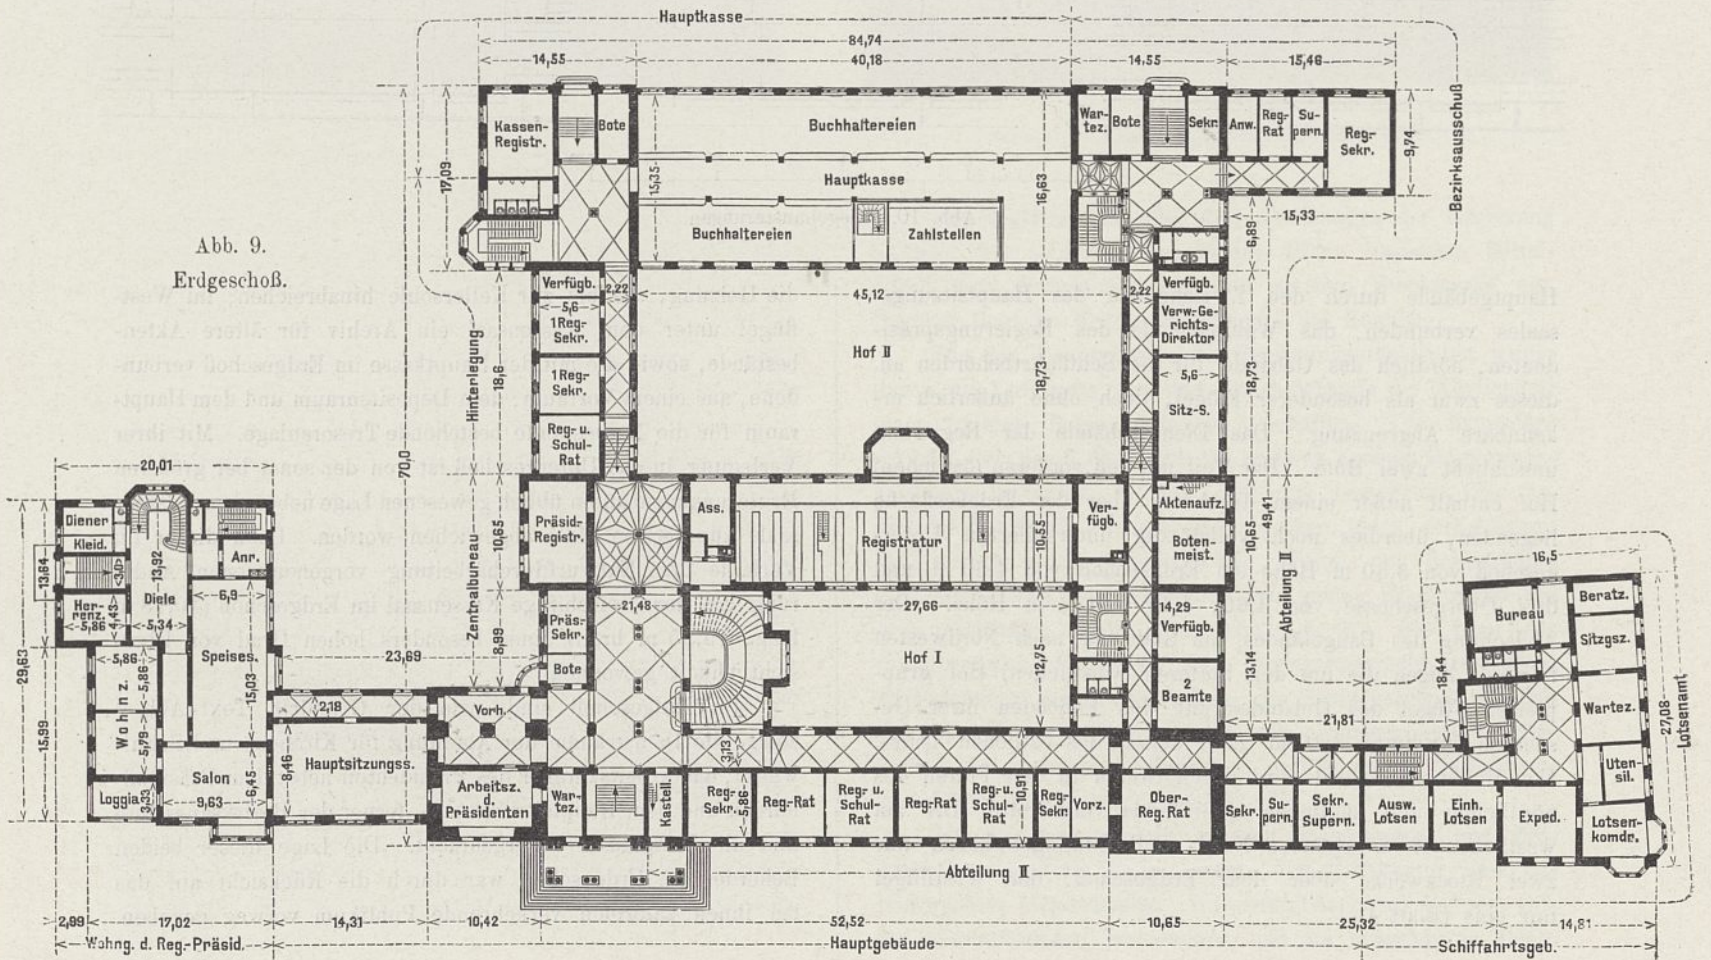 Hauptkasse
84,74
14,55
40,18
14,55
15,46
Kassen-
Registr.
Bote
Buchhaltereien
War-
tez.
Bote
Sekr.
Anw.
Reg-
Rat
Su-
pern.
Reg-
Sekr.
9,74
Bezirksausschuß
17,09
15,35
Hauptkasse
16,63
15,33
Buchhaltereien
Zahlstellen
6,89
Abb. 9.
Erdgeschoß.
Verfügb.
2,22
45,12
2,22
Verfügb.
5,6
1 Reg-
Sekr.
Verw.-Ge-
richts-
Direktor
Hof II
Hinterlegung
18,6
1 Reg-
Sekr.
18,73
5,6
18,73
Sitz-S.
Reg- u.
Schul-
Rat
70,0
20,01
Diener
Kleid.
Anr.
13,64
3,0
13,92
Diele
6,9
Her-
renz.
4,43
5,86
5,34
Präsid-
Registr.
10,65
Ass.
Registratur
10,55
Ver-
fügb.
Aktenaufz.
Boten-
meist.
10,65
49,41
Abteilung II
16,5
Bureau
Beratz.
Sitzgsz.
Zentralbureau
21,48
27,66
14,29
Verfügb.
Präs-
Sekr.
8,89
Bote
Hof I
12,75
13,14
2
Beamte
29,63
Speises.
23,69
5,86
5,86
15,03
Wohnz.
5,79
2,18
Vorh.
18,44
Wartez.
27,08
Lotsenamt
21,81
15,99
Hauptsitzungss.
8,46
3,13
Salon
6,45
9,63
Loggia
3,33
Arbeitsz.
d.
Präsidenten
War-
tez.
Kastell.
Reg-
Sekr.
5,86
Reg-Rat
Reg- u.
Schul-
Rat
Reg-Rat
Reg- u.
Schul-
Rat
10,91
Reg-
Sekr.
Vorz.
Ober-
Reg. Rat
Sekr.
Su-
pern.
Sekr.
u.
Supern.
Ausw.
Lotsen
Einh.
Lotsen
Exped.
Uten-
sil.
Lotsen-
komdr.
Abteilung II
2,99
17,02
14,31
10,42
52,52
10,65
25,32
14,81
Wohng. d. Reg.-Präsid.
Hauptgebäude
Schiffahrtsgeb.